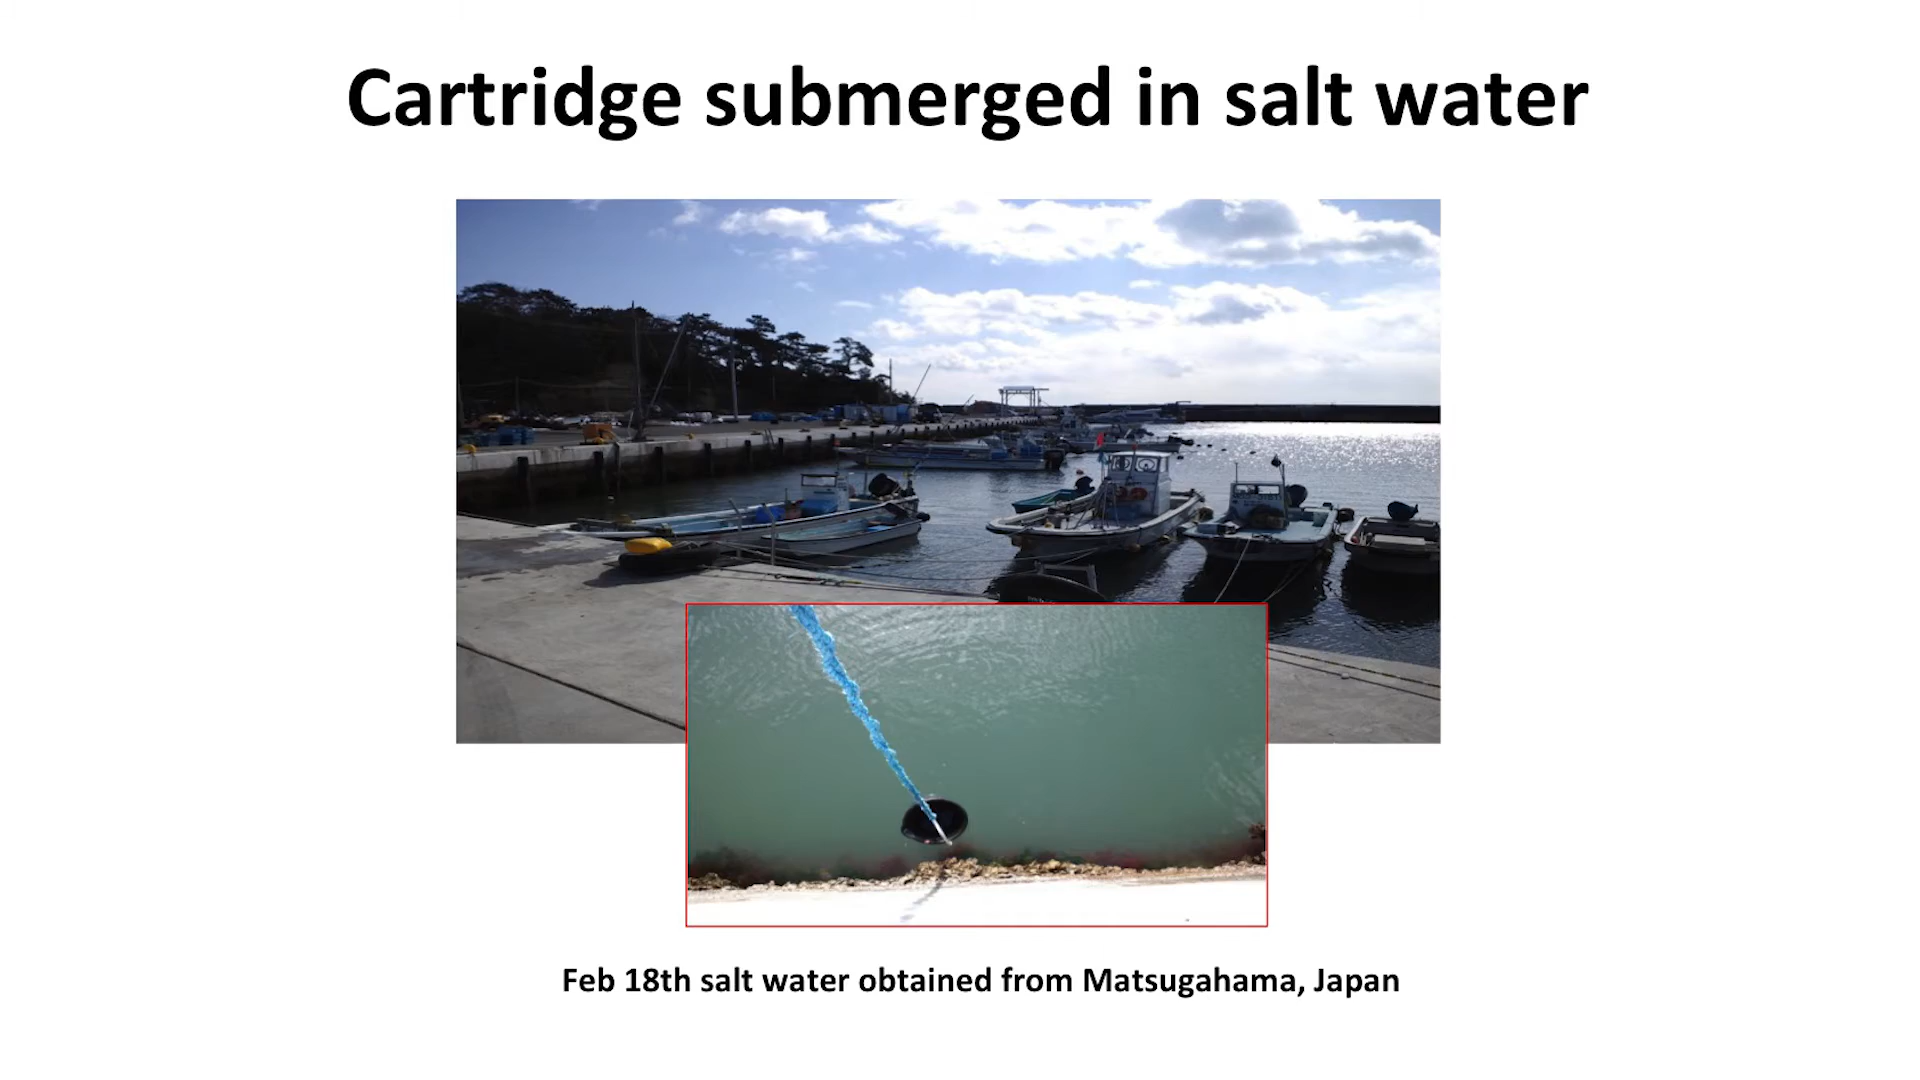 Cartridge submerged in salt water
Feb 18th salt water obtained from Matsugahama, Japan